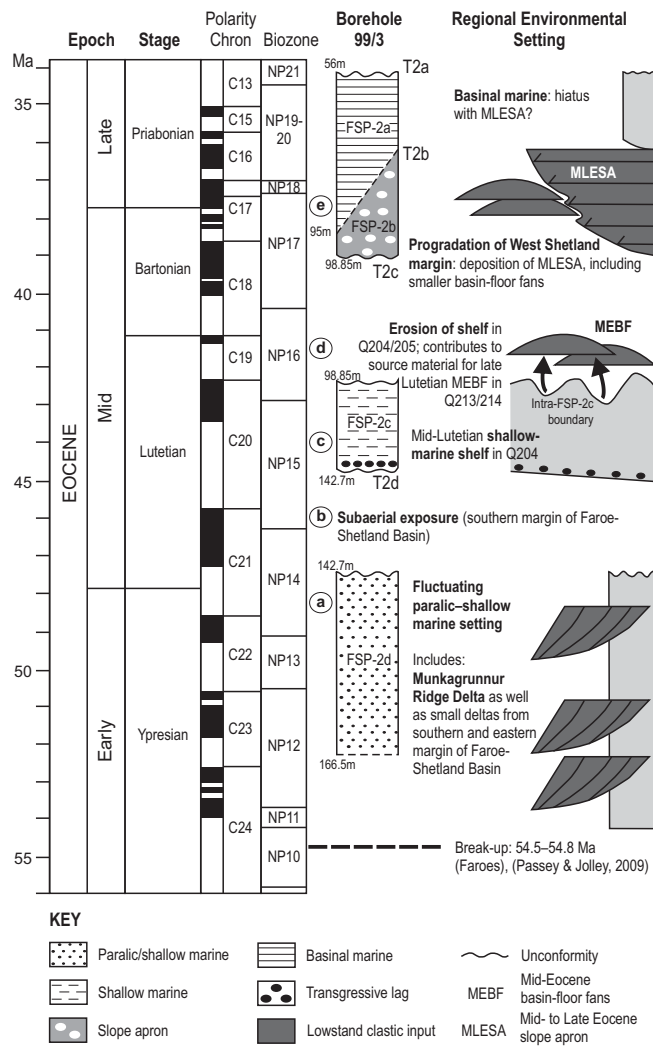 Ma
Epoch
Stage
Polarity
Chron
Biozone
Borehole
99/3
Regional Environmental
Setting
35
40
45
50
55
EOCENE
Late
Mid
Early
Priabonian
Bartonian
Lutetian
Ypresian
C13
C15
C16
C17
C18
C19
C20
C21
C22
C23
C24
NP21
NP19-
20
NP18
NP17
NP16
NP15
NP14
NP13
NP12
NP11
NP10
56m
T2a
FSP-2a
T2b
e
FSP-2b
95m
98.85m
T2c
Basinal marine: hiatus
with MLESA?
MLESA
Progradation of West Shetland
margin: deposition of MLESA, including
smaller basin-floor fans
d
Erosion of shelf in
Q204/205; contributes to
source material for late
Lutetian MEBF in
Q213/214
MEBF
Intra-FSP-2c
boundary
98.85m
FSP-2c
c
142.7m
T2d
Mid-Lutetian shallow-
marine shelf in Q204
b
Subaerial exposure (southern margin of Faroe-
Shetland Basin)
142.7m
a
FSP-2d
166.5m
Fluctuating
paralic–shallow
marine setting
Includes:
Munkagrunnur
Ridge Delta as well
as small deltas from
southern and eastern
margin of Faroe-
Shetland Basin
Break-up: 54.5–54.8 Ma
(Faroes), (Passey & Jolley, 2009)
KEY
Paralic/shallow marine
Basinal marine
Unconformity
Shallow marine
Transgressive lag
MEBF
Mid-Eocene
basin-floor fans
Slope apron
Lowstand clastic input
MLESA
Mid- to Late Eocene
slope apron